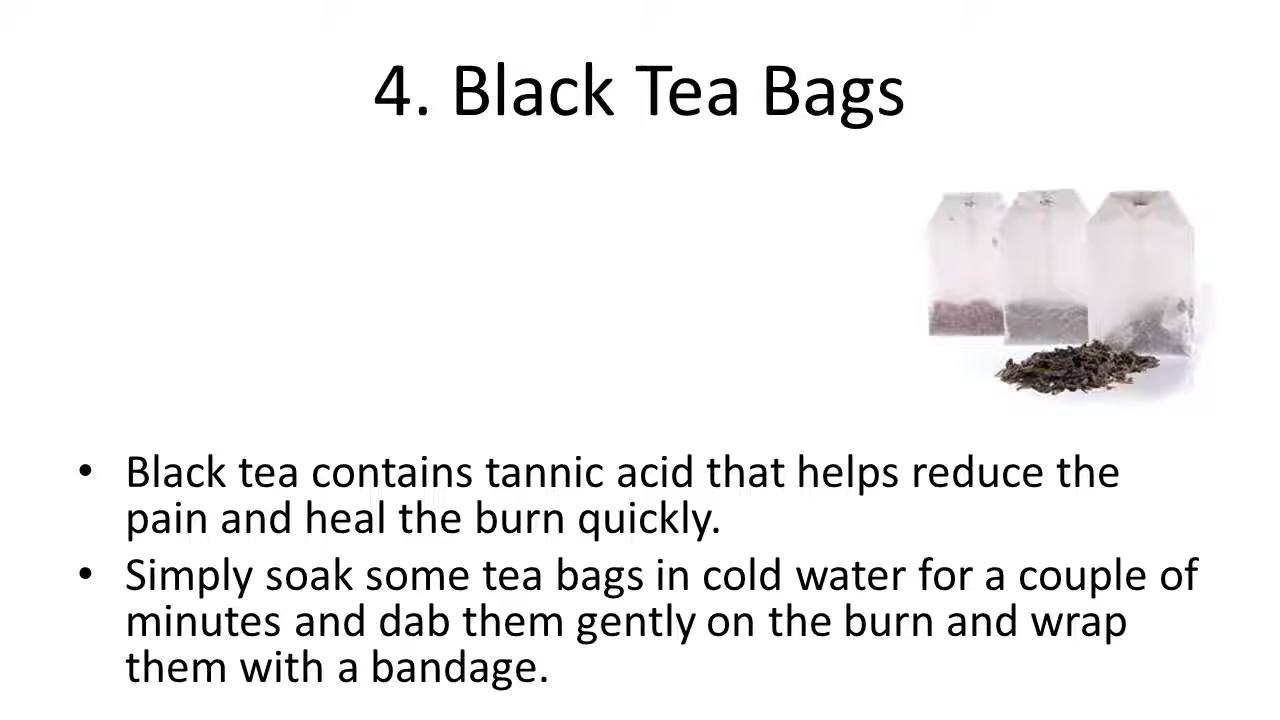 4. Black Tea Bags
• Black tea contains tannic acid that helps reduce the
pain and heal the burn quickly.
• Simply soak some tea bags in cold water for a couple of
minutes and dab them gently on the burn and wrap
them with a bandage.